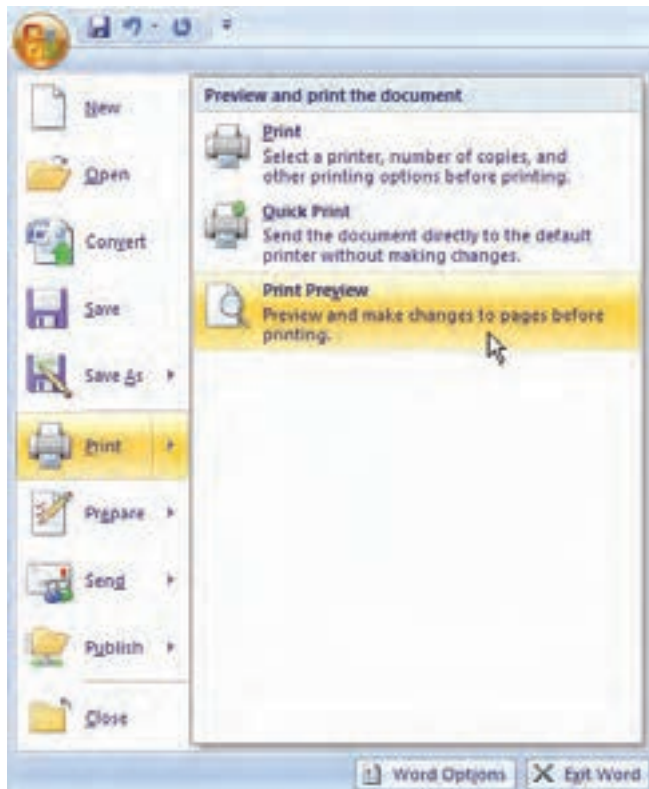 New
Open
Convert
Save
Save As
Print
Prepare
Send
Publish
Close
Preview and print the document
Print
Select a printer, number of copies, and
other printing options before printing.
Quick Print
Send the document directly to the default
printer without making changes.
Print Preview
Preview and make changes to pages before
printing.
Word Options
Exit Word